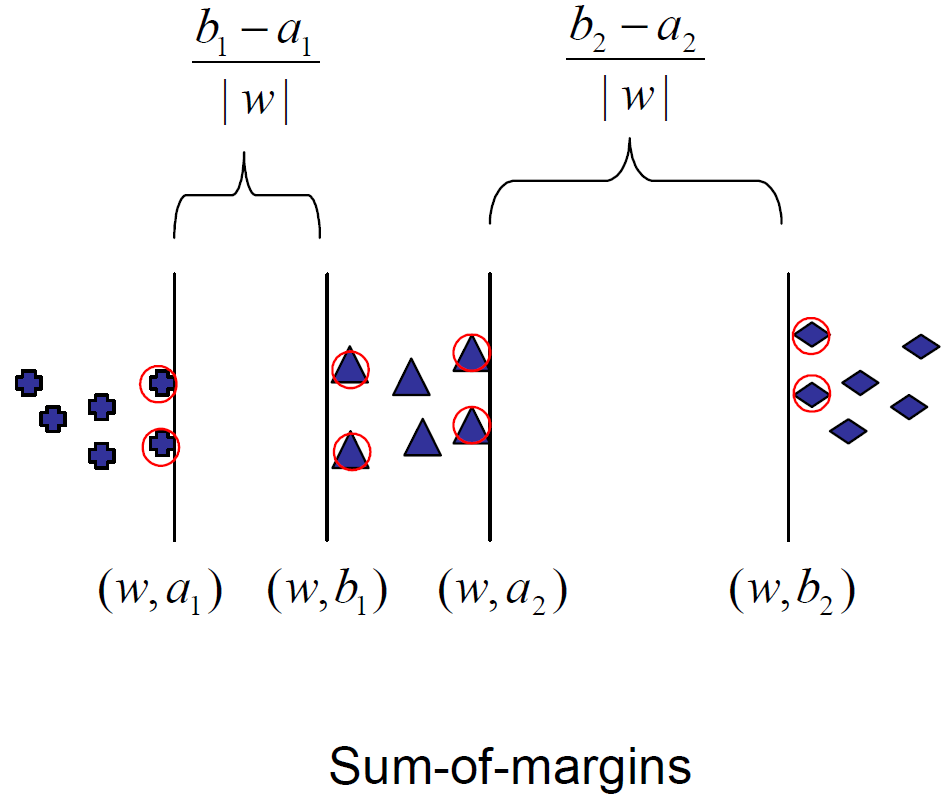 b₁ − a₁ b₂ − a₂
| w | | w |
(w, a₁) (w, b₁) (w, a₂) (w, b₂)
Sum-of-margins